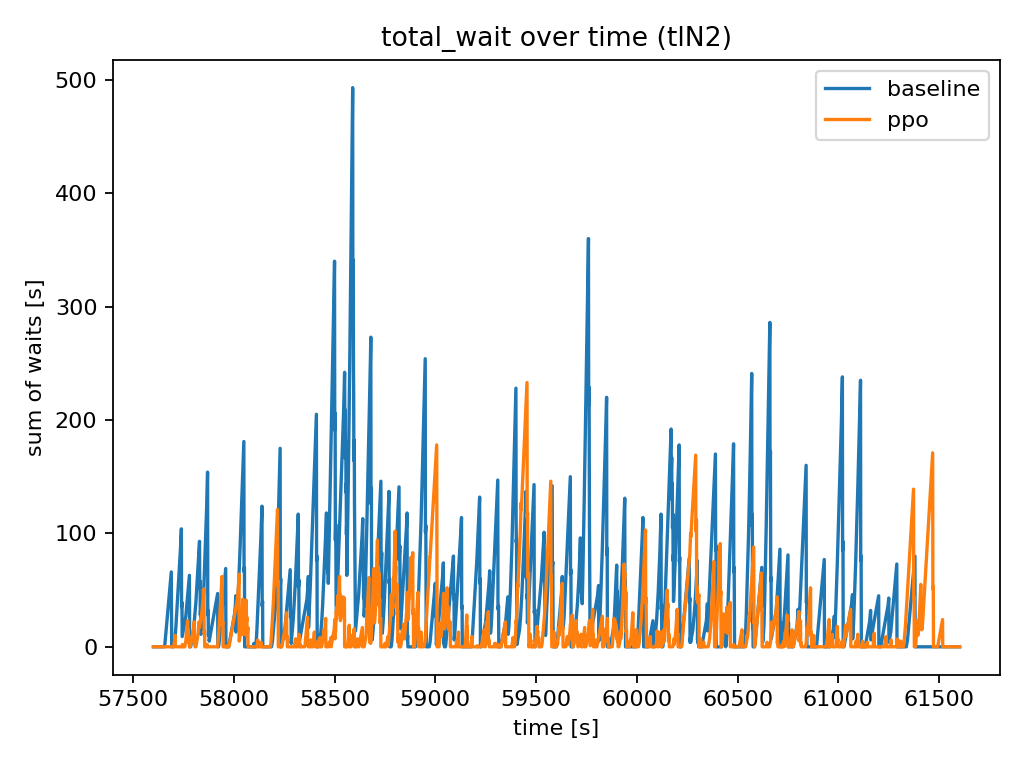 total_wait over time (tlN2)
baseline
ppo
500
400
300
200
100
0
sum of waits [s]
57500 58000 58500 59000 59500 60000 60500 61000 61500
time [s]